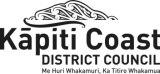 Kāpiti Coast
DISTRICT COUNCIL
Me Huri Whakamuri, Ka Titiro Whakamua